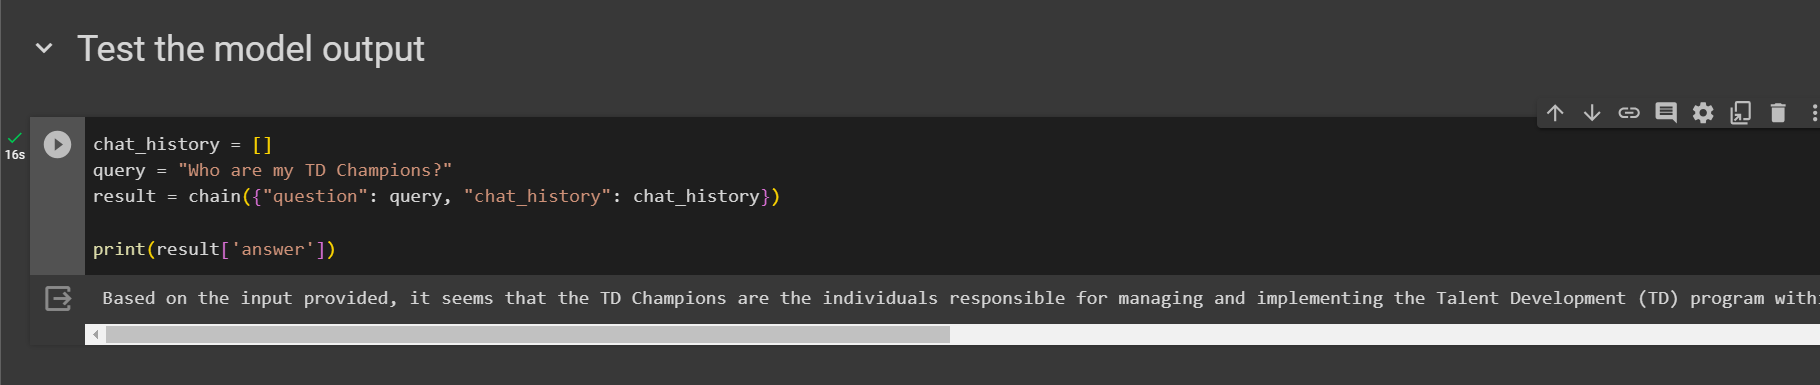 Test the model output
16s
chat_history = []
query = "Who are my TD Champions?"
result = chain({"question": query, "chat_history": chat_history})
print(result['answer'])
Based on the input provided, it seems that the TD Champions are the individuals responsible for managing and implementing the Talent Development (TD) program